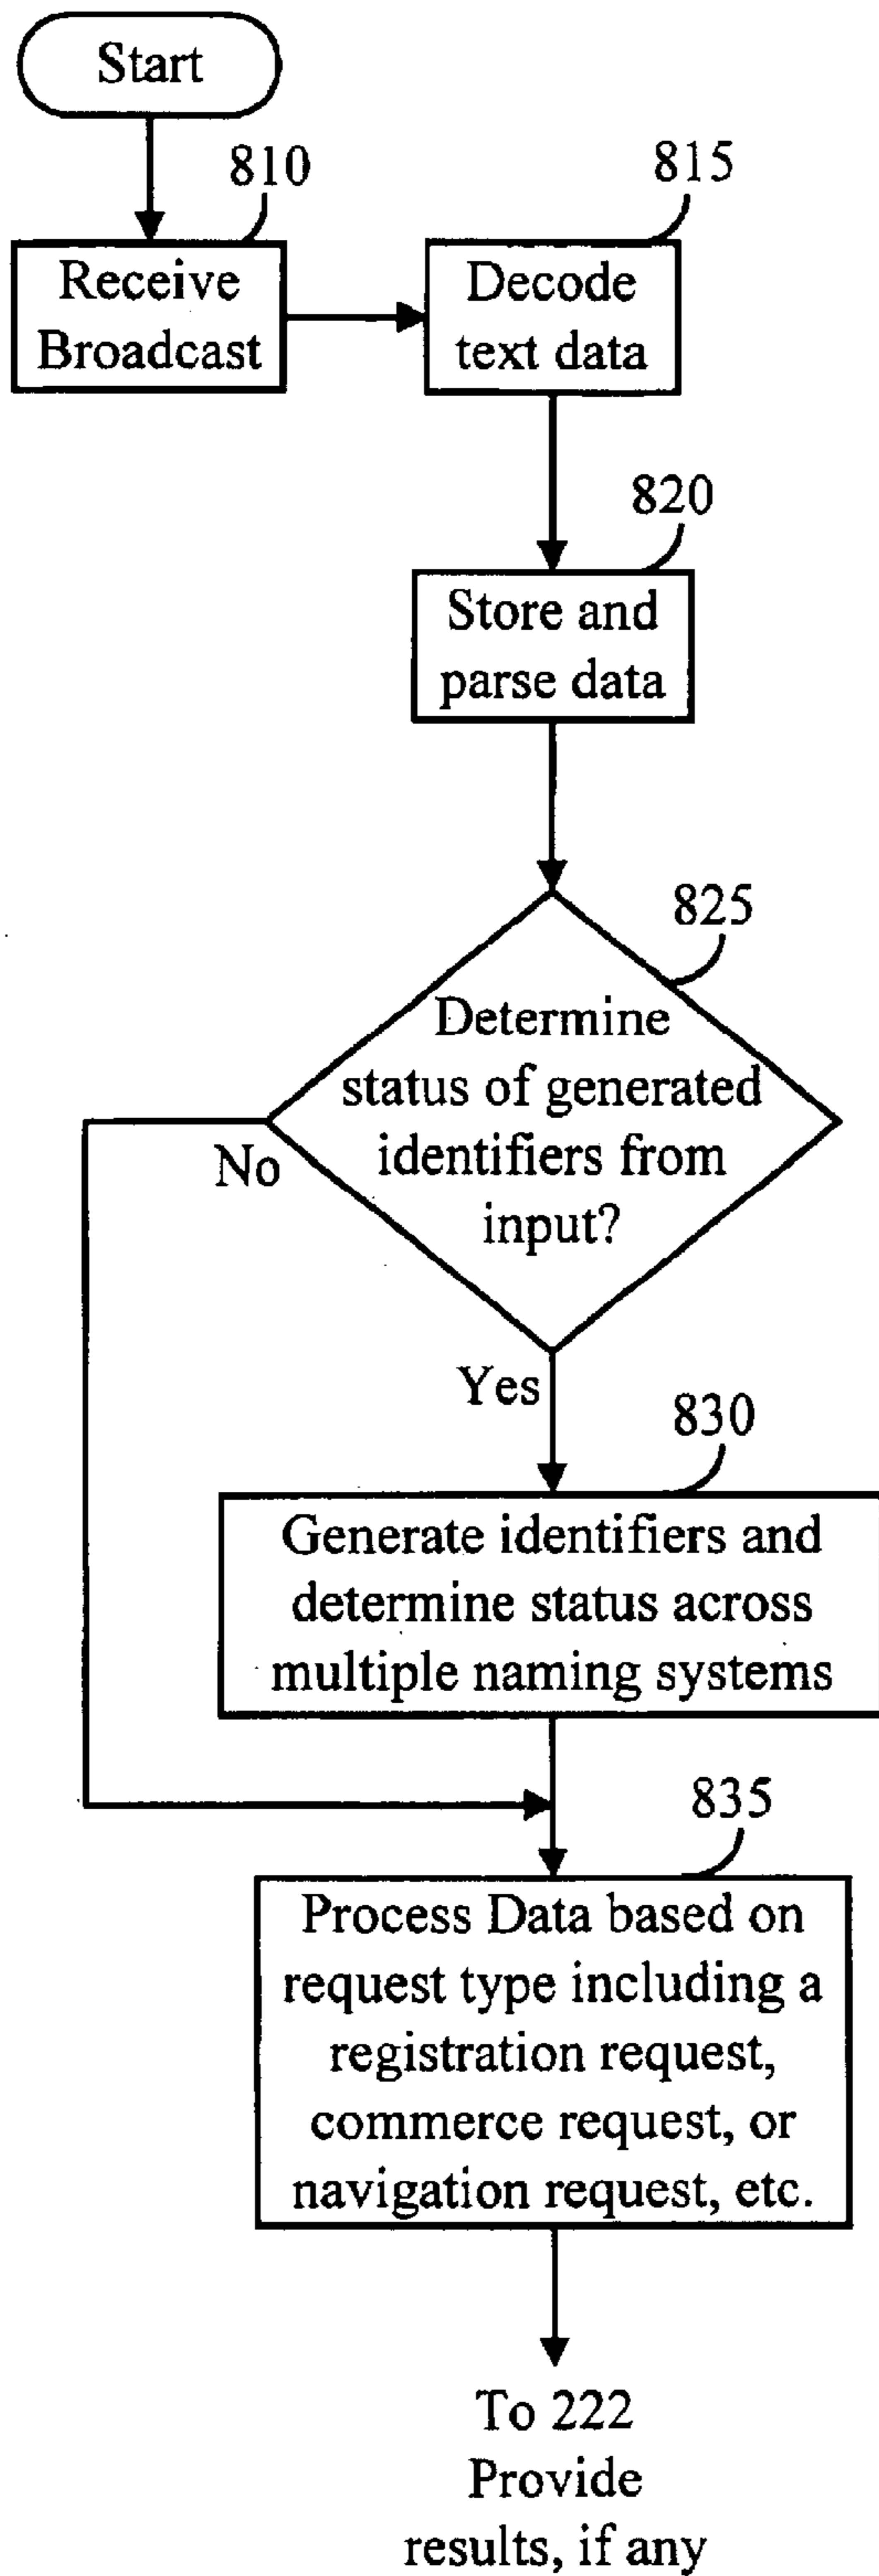 Start
810
Receive
Broadcast
815
Decode
text data
820
Store and
parse data
825
Determine
status of generated
identifiers from
input?
No
Yes
830
Generate identifiers and
determine status across
multiple naming systems
835
Process Data based on
request type including a
registration request,
commerce request, or
navigation request, etc.
To 222
Provide
results, if any